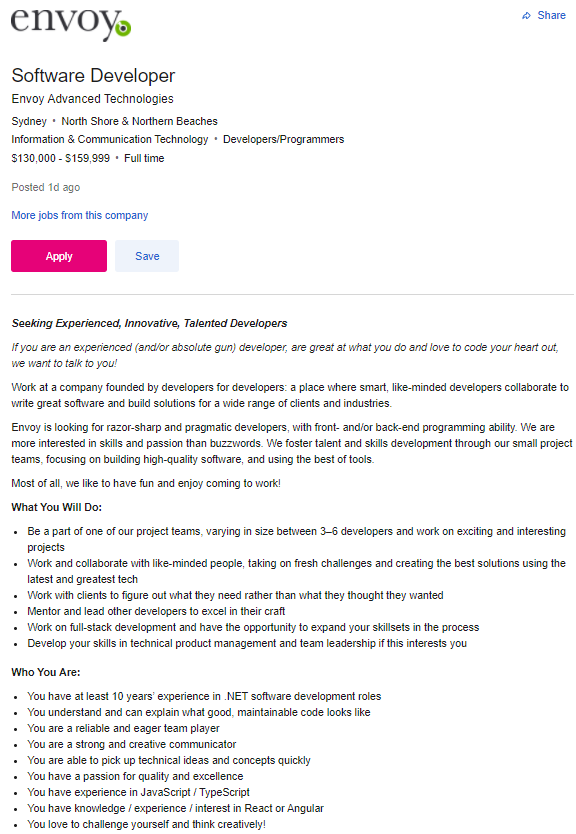 envoy
Share
Software Developer
Envoy Advanced Technologies
Sydney • North Shore & Northern Beaches
Information & Communication Technology • Developers/Programmers
$130,000 - $159,999 • Full time
Posted 1d ago
More jobs from this company
Apply
Save
Seeking Experienced, Innovative, Talented Developers
If you are an experienced (and/or absolute gun) developer, are great at what you do and love to code your heart out,
we want to talk to you!
Work at a company founded by developers for developers: a place where smart, like-minded developers collaborate to
write great software and build solutions for a wide range of clients and industries.
Envoy is looking for razor-sharp and pragmatic developers, with front- and/or back-end programming ability. We are
more interested in skills and passion than buzzwords. We foster talent and skills development through our small project
teams, focusing on building high-quality software, and using the best of tools.
Most of all, we like to have fun and enjoy coming to work!
What You Will Do:
• Be a part of one of our project teams, varying in size between 3–6 developers and work on exciting and interesting
projects
• Work and collaborate with like-minded people, taking on fresh challenges and creating the best solutions using the
latest and greatest tech
• Work with clients to figure out what they need rather than what they thought they wanted
• Mentor and lead other developers to excel in their craft
• Work on full-stack development and have the opportunity to expand your skillsets in the process
• Develop your skills in technical product management and team leadership if this interests you
Who You Are:
• You have at least 10 years' experience in .NET software development roles
• You understand and can explain what good, maintainable code looks like
• You are a reliable and eager team player
• You are a strong and creative communicator
• You are able to pick up technical ideas and concepts quickly
• You have a passion for quality and excellence
• You have experience in JavaScript / TypeScript
• You have knowledge / experience / interest in React or Angular
• You love to challenge yourself and think creatively!